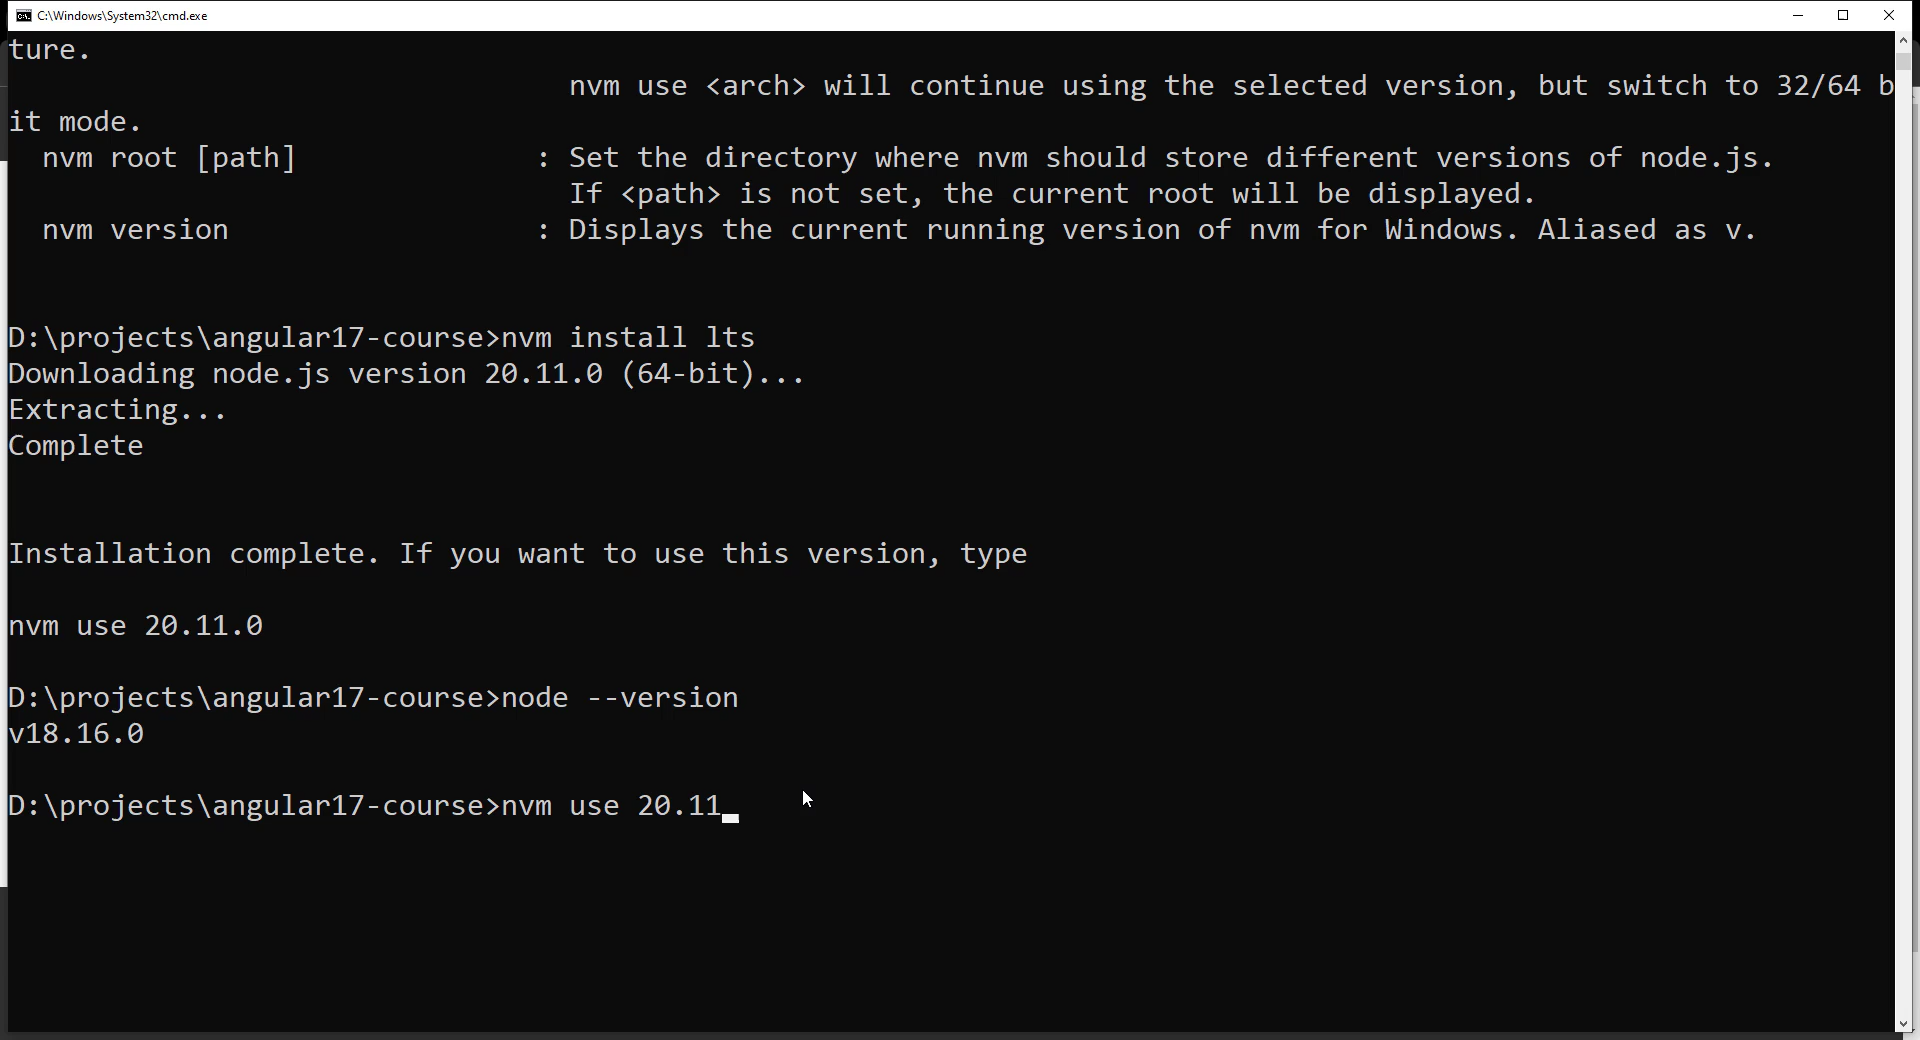 C:\Windows\System32\cmd.exe
ture.
nvm use <arch> will continue using the selected version, but switch to 32/64 b
it mode.
nvm root [path] : Set the directory where nvm should store different versions of node.js.
If <path> is not set, the current root will be displayed.
nvm version : Displays the current running version of nvm for Windows. Aliased as v.
D:\projects\angular17-course>nvm install lts
Downloading node.js version 20.11.0 (64-bit)...
Extracting...
Complete
Installation complete. If you want to use this version, type
nvm use 20.11.0
D:\projects\angular17-course>node --version
v18.16.0
D:\projects\angular17-course>nvm use 20.11